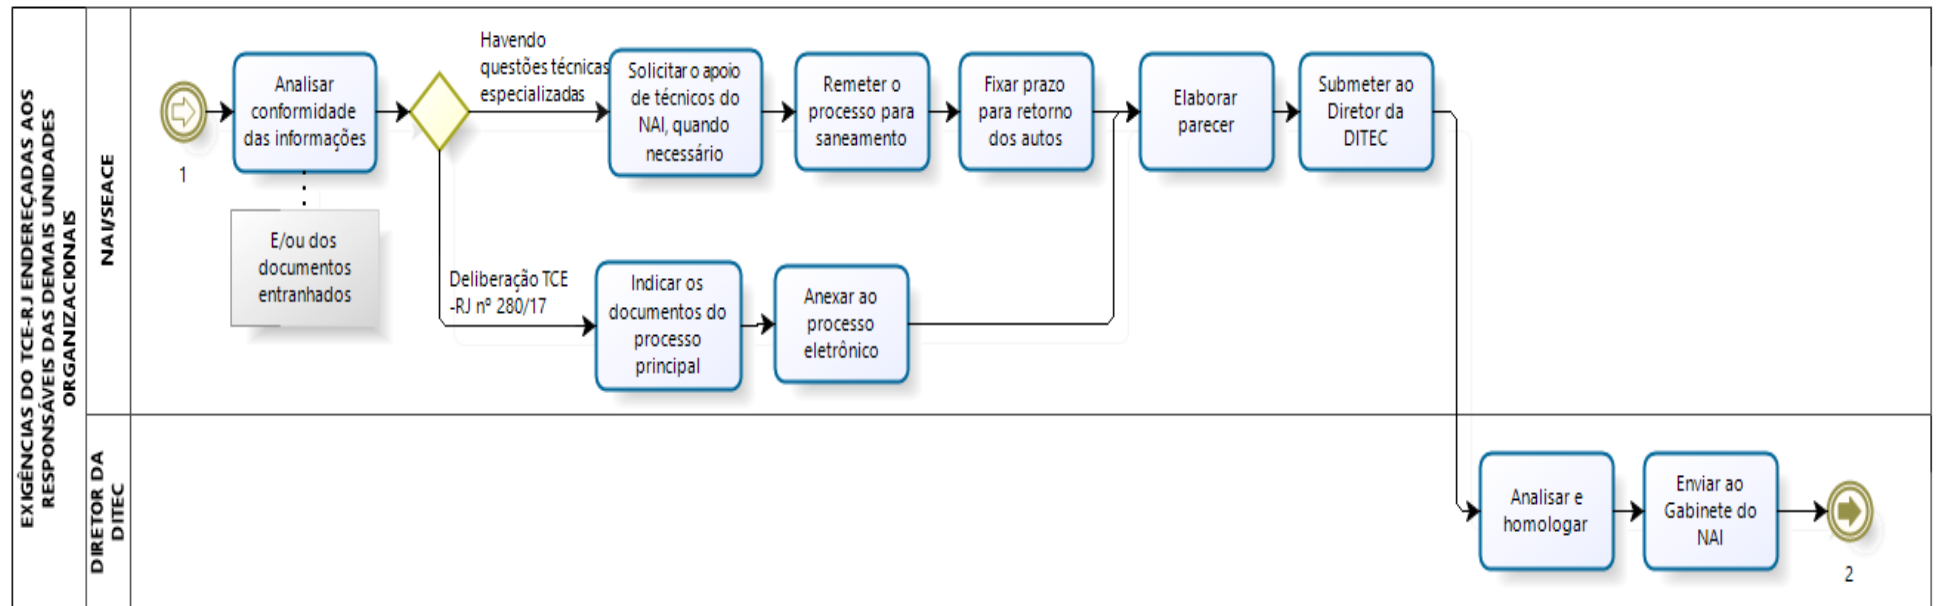 EXIGÊNCIAS DO TCE-RJ ENDEREÇADAS AOS
RESPONSÁVEIS DAS DEMAIS UNIDADES
ORGANIZACIONAIS
NAI/SEACE
1
Analisar
conformidade
das informações
E/ou dos
documentos
entranhados
Havendo
questões técnicas
especializadas
Solicitar o apoio
de técnicos do
NAI, quando
necessário
Remeter o
processo para
saneamento
Fixar prazo
para retorno
dos autos
Elaborar
parecer
Submeter ao
Diretor da
DITEC
Deliberação TCE
-RJ nº 280/17
Indicar os
documentos do
processo
principal
Anexar ao
processo
eletrônico
DIRETOR DA
DITEC
Analisar e
homologar
Enviar ao
Gabinete do
NAI
2